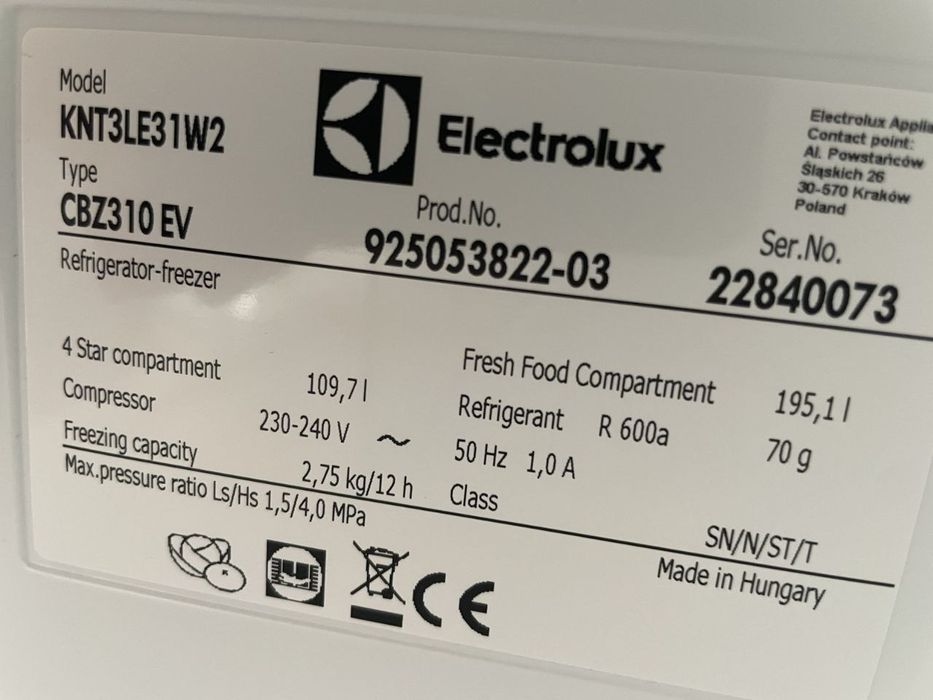 Model
KNT3LE31W2
Type
CBZ310 EV
Electrolux
Electrolux
Contact point:
Al. Powstańców
Śląskich 26
30-570 Kraków
Poland
Prod.No.
925053822-03
Ser.No.
22840073
Refrigerator-freezer
4 Star compartment 109,7 l
Fresh Food Compartment 195,1 l
Compressor 230-240 V ~
Refrigerant R 600a 70 g
50 Hz 1,0 A
Freezing capacity 2,75 kg/12 h
Class SN/N/ST/T
Max.pressure ratio Ls/Hs 1,5/4,0 MPa
Made in Hungary
CE